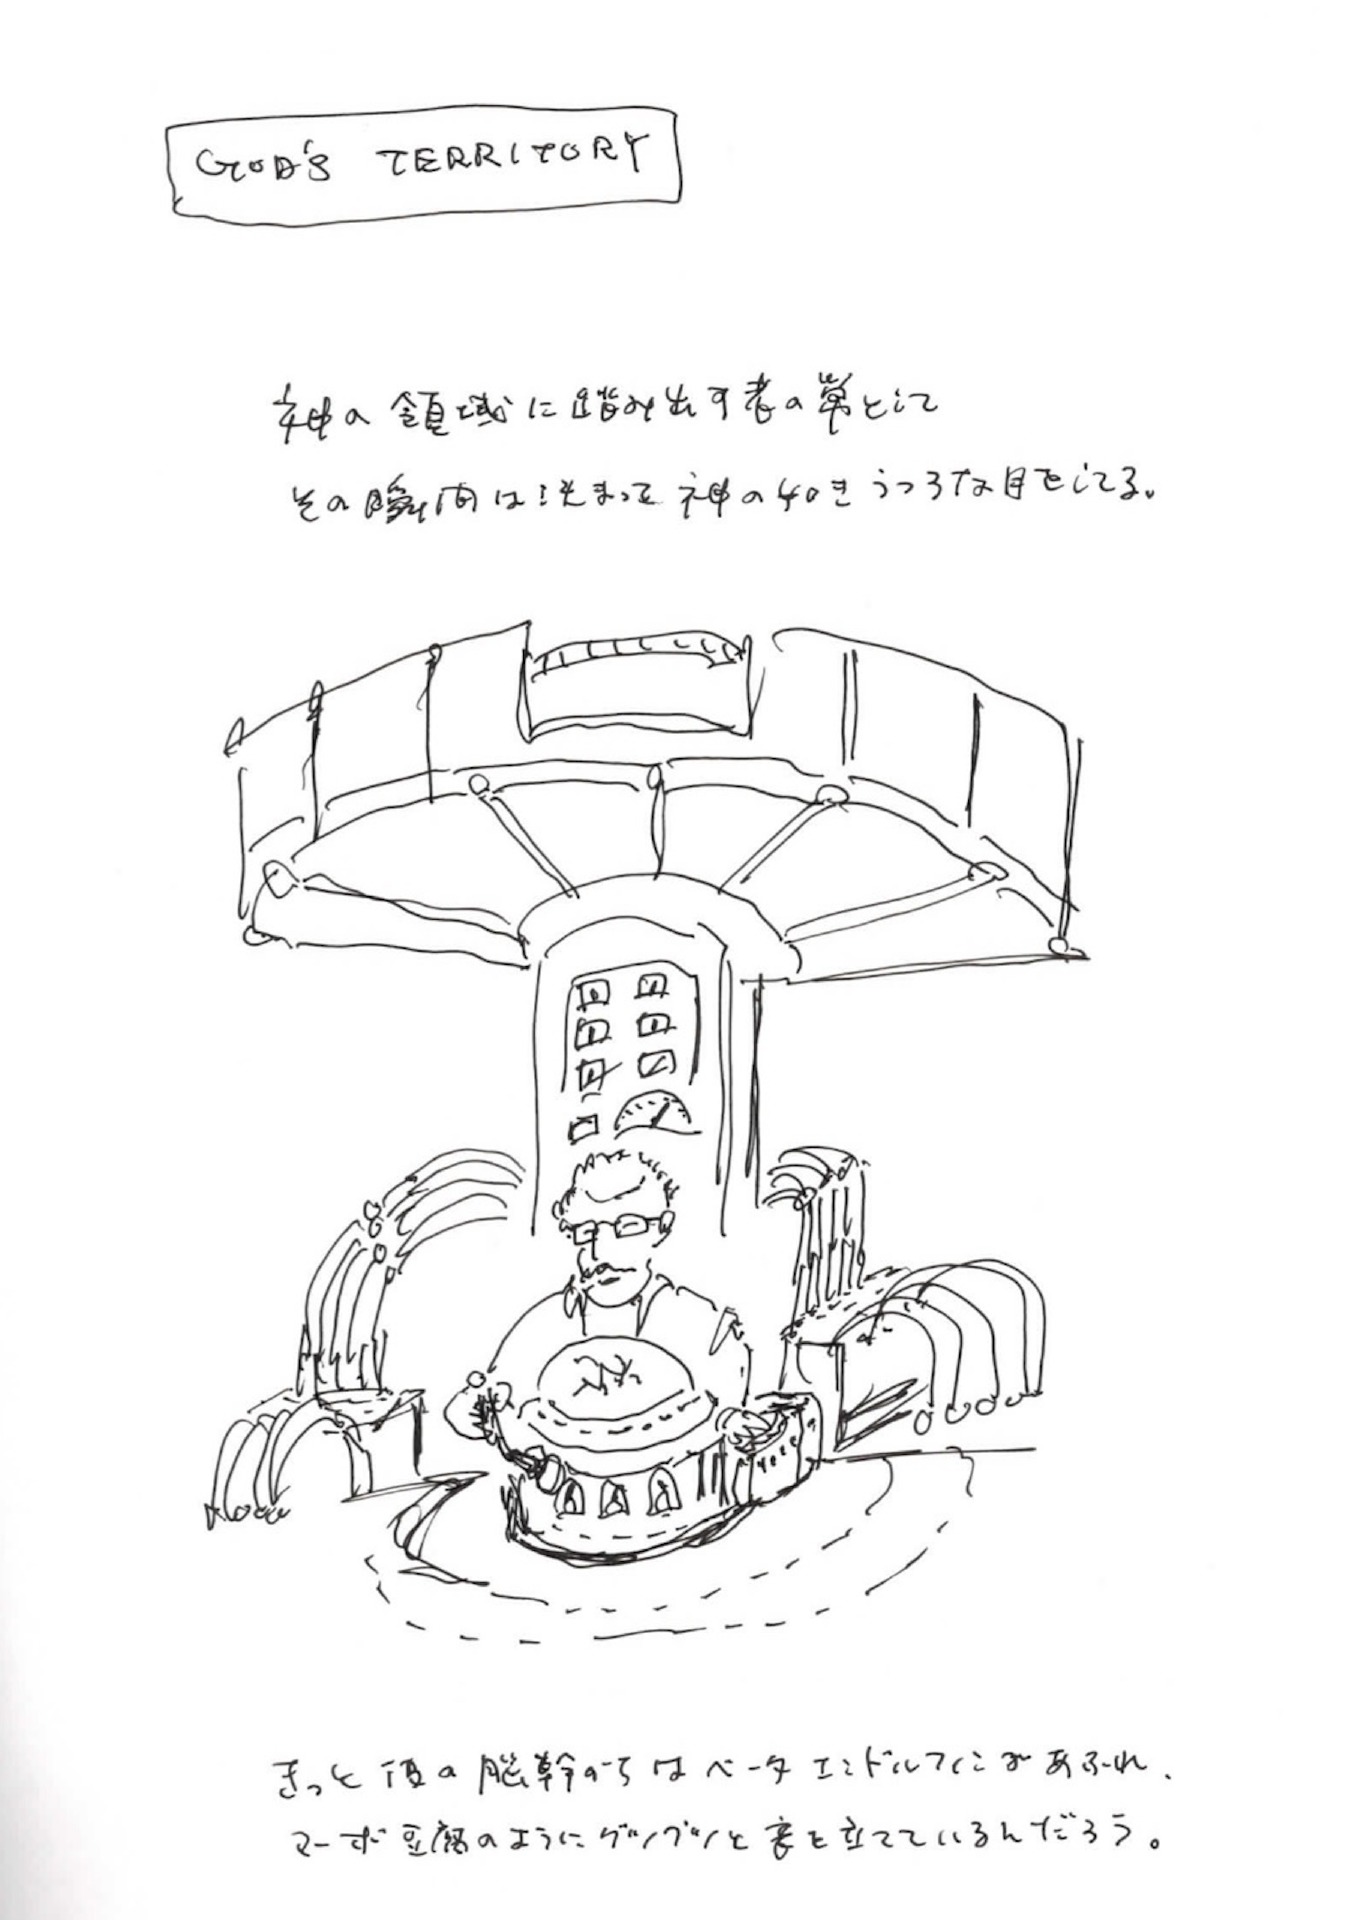 GOD'S TERRITORY
神の領域に踏み出す者の常として
その瞬間は決まって神の如きうつろな目をしてる。
きっと僕の脳幹からはベータエンドルフィンがあふれ、
マーボ豆腐のようにグツグツと音を立てているんだろう。